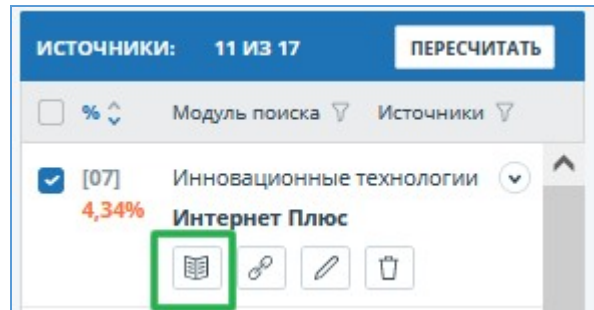 ИСТОЧНИКИ: 11 ИЗ 17 ПЕРЕСЧИТАТЬ
% Модуль поиска Источники
[07] Инновационные технологии
4,34% Интернет Плюс